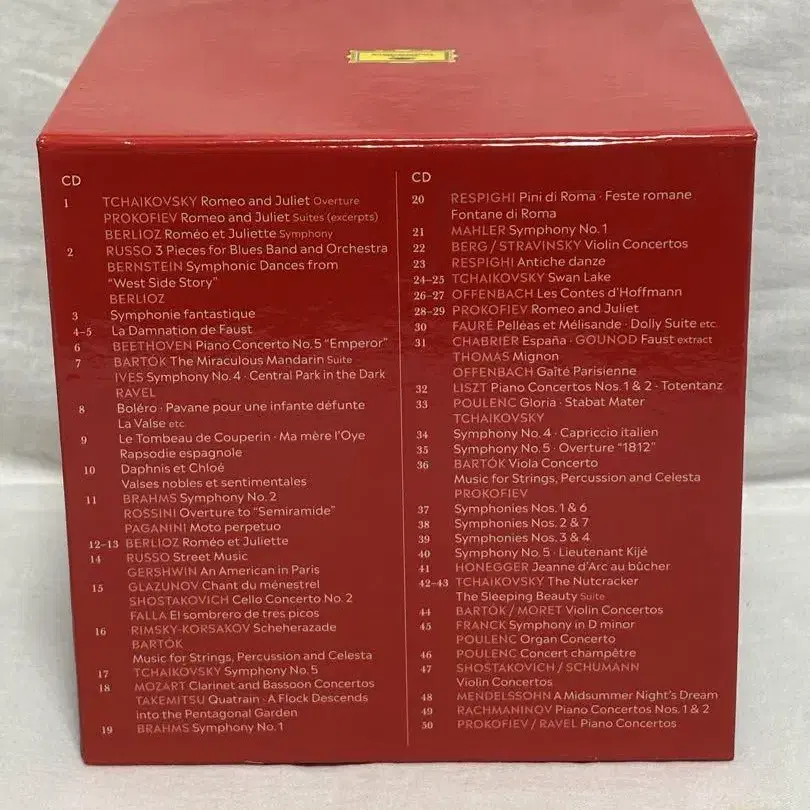 CD
1 TCHAIKOVSKY Romeo and Juliet Overture
PROKOFIEV Romeo and Juliet Suites (excerpts)
BERLIOZ Roméo et Juliette Symphony
2 RUSSO 3 Pieces for Blues Band and Orchestra
BERNSTEIN Symphonic Dances from
“West Side Story”
BERLIOZ
3 Symphonie fantastique
4–5 La Damnation de Faust
6 BEETHOVEN Piano Concerto No. 5 “Emperor”
7 BARTÓK The Miraculous Mandarin Suite
IVES Symphony No. 4 · Central Park in the Dark
RAVEL
8 Boléro · Pavane pour une infante défunte
La Valse etc.
9 Le Tombeau de Couperin · Ma mère l’Oye
Rapsodie espagnole
10 Daphnis et Chloé
Valses nobles et sentimentales
11 BRAHMS Symphony No. 2
ROSSINI Overture to “Semiramide”
PAGANINI Moto perpetuo
12–13 BERLIOZ Roméo et Juliette
14 RUSSO Street Music
GERSHWIN An American in Paris
15 GLAZUNOV Chant du ménestrel
SHOSTAKOVICH Cello Concerto No. 2
FALLA El sombrero de tres picos
16 RIMSKY-KORSAKOV Scheherazade
BARTÓK
Music for Strings, Percussion and Celesta
17 TCHAIKOVSKY Symphony No. 5
18 MOZART Clarinet and Bassoon Concertos
TAKEMITSU Quatrain · A Flock Descends
into the Pentagonal Garden
19 BRAHMS Symphony No. 1
CD
20 RESPIGHI Pini di Roma · Feste romane
Fontane di Roma
21 MAHLER Symphony No. 1
22 BERG / STRAVINSKY Violin Concertos
23 RESPIGHI Antiche danze
24–25 TCHAIKOVSKY Swan Lake
26–27 OFFENBACH Les Contes d’Hoffmann
28–29 PROKOFIEV Romeo and Juliet
30 FAURÉ Pelléas et Mélisande · Dolly Suite etc.
31 CHABRIER España · GOUNOD Faust extract
THOMAS Mignon
OFFENBACH Gaîté Parisienne
32 LISZT Piano Concertos Nos. 1 & 2 · Totentanz
33 POULENC Gloria · Stabat Mater
TCHAIKOVSKY
34 Symphony No. 4 · Capriccio italien
35 Symphony No. 5 · Overture “1812”
36 BARTÓK Viola Concerto
Music for Strings, Percussion and Celesta
PROKOFIEV
37 Symphonies Nos. 1 & 6
38 Symphonies Nos. 2 & 7
39 Symphonies Nos. 3 & 4
40 Symphony No. 5 · Lieutenant Kijé
41 HONEGGER Jeanne d’Arc au bûcher
42–43 TCHAIKOVSKY The Nutcracker
The Sleeping Beauty Suite
44 BARTÓK / MORET Violin Concertos
45 FRANCK Symphony in D minor
POULENC Organ Concerto
46 POULENC Concert champêtre
47 SHOSTAKOVICH / SCHUMANN
Violin Concertos
48 MENDELSSOHN A Midsummer Night’s Dream
49 RACHMANINOV Piano Concertos Nos. 1 & 2
50 PROKOFIEV / RAVEL Piano Concertos